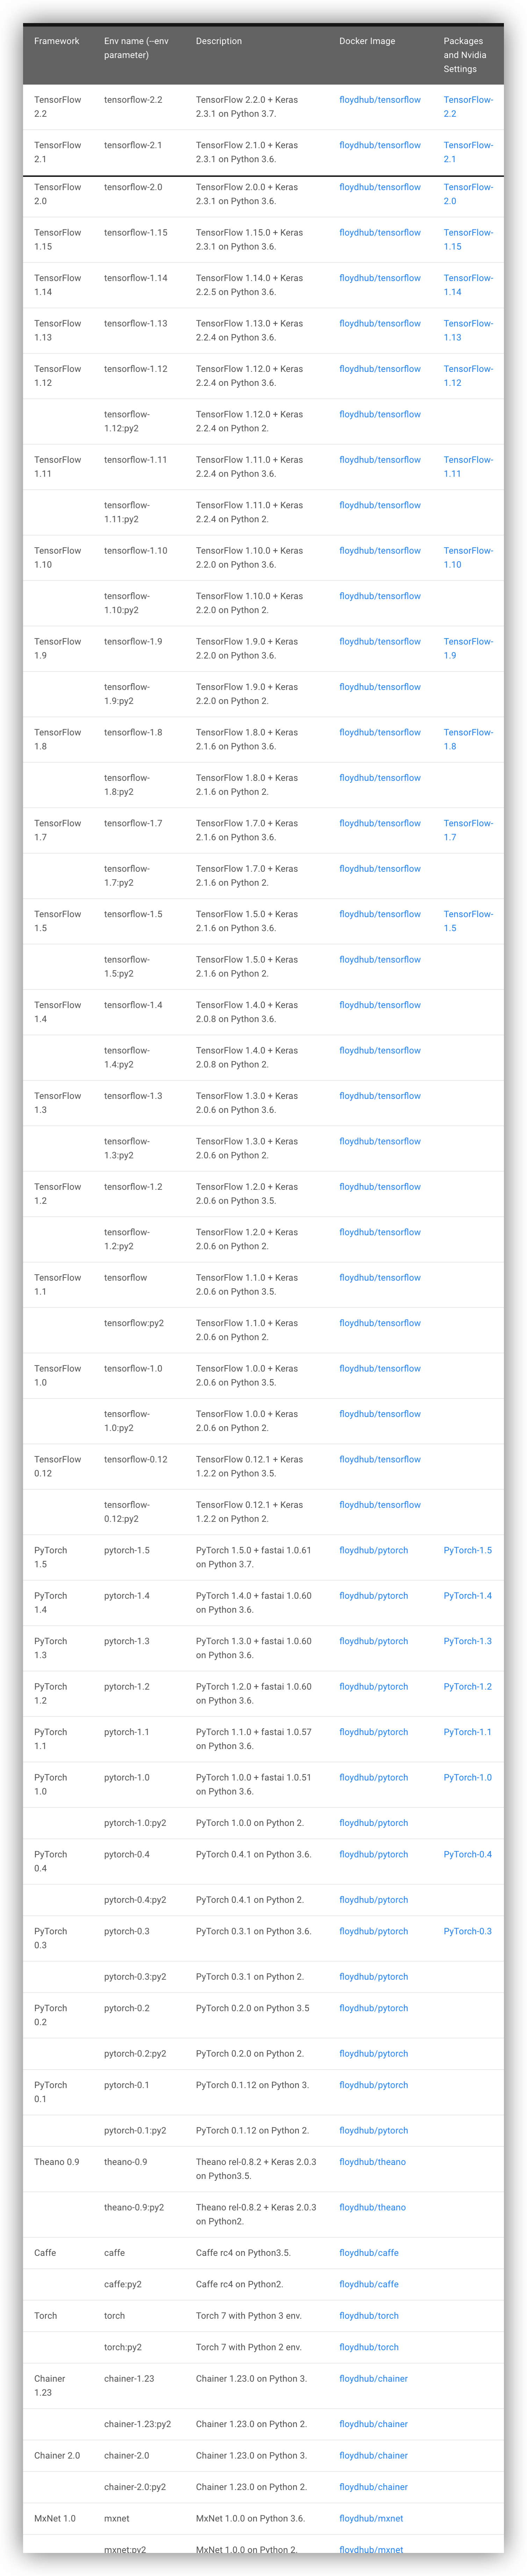 Framework Env name (–env Description Docker Image Packages
parameter) and Nvidia
Settings
TensorFlow tensorflow-2.2 TensorFlow 2.2.0 + Keras floydhub/tensorflow TensorFlow-
2.2 2.3.1 on Python 3.7. 2.2
TensorFlow tensorflow-2.1 TensorFlow 2.1.0 + Keras floydhub/tensorflow TensorFlow-
2.1 2.3.1 on Python 3.6. 2.1
TensorFlow tensorflow-2.0 TensorFlow 2.0.0 + Keras floydhub/tensorflow TensorFlow-
2.0 2.3.1 on Python 3.6. 2.0
TensorFlow tensorflow-1.15 TensorFlow 1.15.0 + Keras floydhub/tensorflow TensorFlow-
1.15 2.3.1 on Python 3.6. 1.15
TensorFlow tensorflow-1.14 TensorFlow 1.14.0 + Keras floydhub/tensorflow TensorFlow-
1.14 2.2.5 on Python 3.6. 1.14
TensorFlow tensorflow-1.13 TensorFlow 1.13.0 + Keras floydhub/tensorflow TensorFlow-
1.13 2.2.4 on Python 3.6. 1.13
TensorFlow tensorflow-1.12 TensorFlow 1.12.0 + Keras floydhub/tensorflow TensorFlow-
1.12 2.2.4 on Python 3.6. 1.12
tensorflow- TensorFlow 1.12.0 + Keras floydhub/tensorflow
1.12:py2 2.2.4 on Python 2.
TensorFlow tensorflow-1.11 TensorFlow 1.11.0 + Keras floydhub/tensorflow TensorFlow-
1.11 2.2.4 on Python 3.6. 1.11
tensorflow- TensorFlow 1.11.0 + Keras floydhub/tensorflow
1.11:py2 2.2.4 on Python 2.
TensorFlow tensorflow-1.10 TensorFlow 1.10.0 + Keras floydhub/tensorflow TensorFlow-
1.10 2.2.0 on Python 3.6. 1.10
tensorflow- TensorFlow 1.10.0 + Keras floydhub/tensorflow
1.10:py2 2.2.0 on Python 2.
TensorFlow tensorflow-1.9 TensorFlow 1.9.0 + Keras floydhub/tensorflow TensorFlow-
1.9 2.2.0 on Python 3.6. 1.9
tensorflow- TensorFlow 1.9.0 + Keras floydhub/tensorflow
1.9:py2 2.2.0 on Python 2.
TensorFlow tensorflow-1.8 TensorFlow 1.8.0 + Keras floydhub/tensorflow TensorFlow-
1.8 2.1.6 on Python 3.6. 1.8
tensorflow- TensorFlow 1.8.0 + Keras floydhub/tensorflow
1.8:py2 2.1.6 on Python 2.
TensorFlow tensorflow-1.7 TensorFlow 1.7.0 + Keras floydhub/tensorflow TensorFlow-
1.7 2.1.6 on Python 3.6. 1.7
tensorflow- TensorFlow 1.7.0 + Keras floydhub/tensorflow
1.7:py2 2.1.6 on Python 2.
TensorFlow tensorflow-1.5 TensorFlow 1.5.0 + Keras floydhub/tensorflow TensorFlow-
1.5 2.1.6 on Python 3.6. 1.5
tensorflow- TensorFlow 1.5.0 + Keras floydhub/tensorflow
1.5:py2 2.1.6 on Python 2.
TensorFlow tensorflow-1.4 TensorFlow 1.4.0 + Keras floydhub/tensorflow
1.4 2.0.8 on Python 3.6.
tensorflow- TensorFlow 1.4.0 + Keras floydhub/tensorflow
1.4:py2 2.0.8 on Python 2.
TensorFlow tensorflow-1.3 TensorFlow 1.3.0 + Keras floydhub/tensorflow
1.3 2.0.6 on Python 3.6.
tensorflow- TensorFlow 1.3.0 + Keras floydhub/tensorflow
1.3:py2 2.0.6 on Python 2.
TensorFlow tensorflow-1.2 TensorFlow 1.2.0 + Keras floydhub/tensorflow
1.2 2.0.6 on Python 3.5.
tensorflow- TensorFlow 1.2.0 + Keras floydhub/tensorflow
1.2:py2 2.0.6 on Python 2.
TensorFlow tensorflow TensorFlow 1.1.0 + Keras floydhub/tensorflow
1.1 2.0.6 on Python 3.5.
tensorflow:py2 TensorFlow 1.1.0 + Keras floydhub/tensorflow
2.0.6 on Python 2.
TensorFlow tensorflow-1.0 TensorFlow 1.0.0 + Keras floydhub/tensorflow
1.0 2.0.6 on Python 3.5.
tensorflow- TensorFlow 1.0.0 + Keras floydhub/tensorflow
1.0:py2 2.0.6 on Python 2.
TensorFlow tensorflow-0.12 TensorFlow 0.12.1 + Keras floydhub/tensorflow
0.12 1.2.2 on Python 3.5.
tensorflow- TensorFlow 0.12.1 + Keras floydhub/tensorflow
0.12:py2 1.2.2 on Python 2.
PyTorch pytorch-1.5 PyTorch 1.5.0 + fastai 1.0.61 floydhub/pytorch PyTorch-1.5
1.5 on Python 3.7.
PyTorch pytorch-1.4 PyTorch 1.4.0 + fastai 1.0.60 floydhub/pytorch PyTorch-1.4
1.4 on Python 3.6.
PyTorch pytorch-1.3 PyTorch 1.3.0 + fastai 1.0.60 floydhub/pytorch PyTorch-1.3
1.3 on Python 3.6.
PyTorch pytorch-1.2 PyTorch 1.2.0 + fastai 1.0.60 floydhub/pytorch PyTorch-1.2
1.2 on Python 3.6.
PyTorch pytorch-1.1 PyTorch 1.1.0 + fastai 1.0.57 floydhub/pytorch PyTorch-1.1
1.1 on Python 3.6.
PyTorch pytorch-1.0 PyTorch 1.0.0 + fastai 1.0.51 floydhub/pytorch PyTorch-1.0
1.0 on Python 3.6.
pytorch-1.0:py2 PyTorch 1.0.0 on Python 2. floydhub/pytorch
PyTorch pytorch-0.4 PyTorch 0.4.1 on Python 3.6. floydhub/pytorch PyTorch-0.4
0.4
pytorch-0.4:py2 PyTorch 0.4.1 on Python 2. floydhub/pytorch
PyTorch pytorch-0.3 PyTorch 0.3.1 on Python 3.6. floydhub/pytorch PyTorch-0.3
0.3
pytorch-0.3:py2 PyTorch 0.3.1 on Python 2. floydhub/pytorch
PyTorch pytorch-0.2 PyTorch 0.2.0 on Python 3.5 floydhub/pytorch
0.2
pytorch-0.2:py2 PyTorch 0.2.0 on Python 2. floydhub/pytorch
PyTorch pytorch-0.1 PyTorch 0.1.12 on Python 3. floydhub/pytorch
0.1
pytorch-0.1:py2 PyTorch 0.1.12 on Python 2. floydhub/pytorch
Theano 0.9 theano-0.9 Theano rel-0.8.2 + Keras 2.0.3 floydhub/theano
on Python3.5.
theano-0.9:py2 Theano rel-0.8.2 + Keras 2.0.3 floydhub/theano
on Python2.
Caffe caffe Caffe rc4 on Python3.5. floydhub/caffe
caffe:py2 Caffe rc4 on Python2. floydhub/caffe
Torch torch Torch 7 with Python 3 env. floydhub/torch
torch:py2 Torch 7 with Python 2 env. floydhub/torch
Chainer chainer-1.23 Chainer 1.23.0 on Python 3. floydhub/chainer
1.23
chainer-1.23:py2 Chainer 1.23.0 on Python 2. floydhub/chainer
Chainer 2.0 chainer-2.0 Chainer 1.23.0 on Python 3. floydhub/chainer
chainer-2.0:py2 Chainer 1.23.0 on Python 2. floydhub/chainer
MxNet 1.0 mxnet MxNet 1.0.0 on Python 3.6. floydhub/mxnet
mxnet:py2 MxNet 1.0.0 on Python 2. floydhub/mxnet